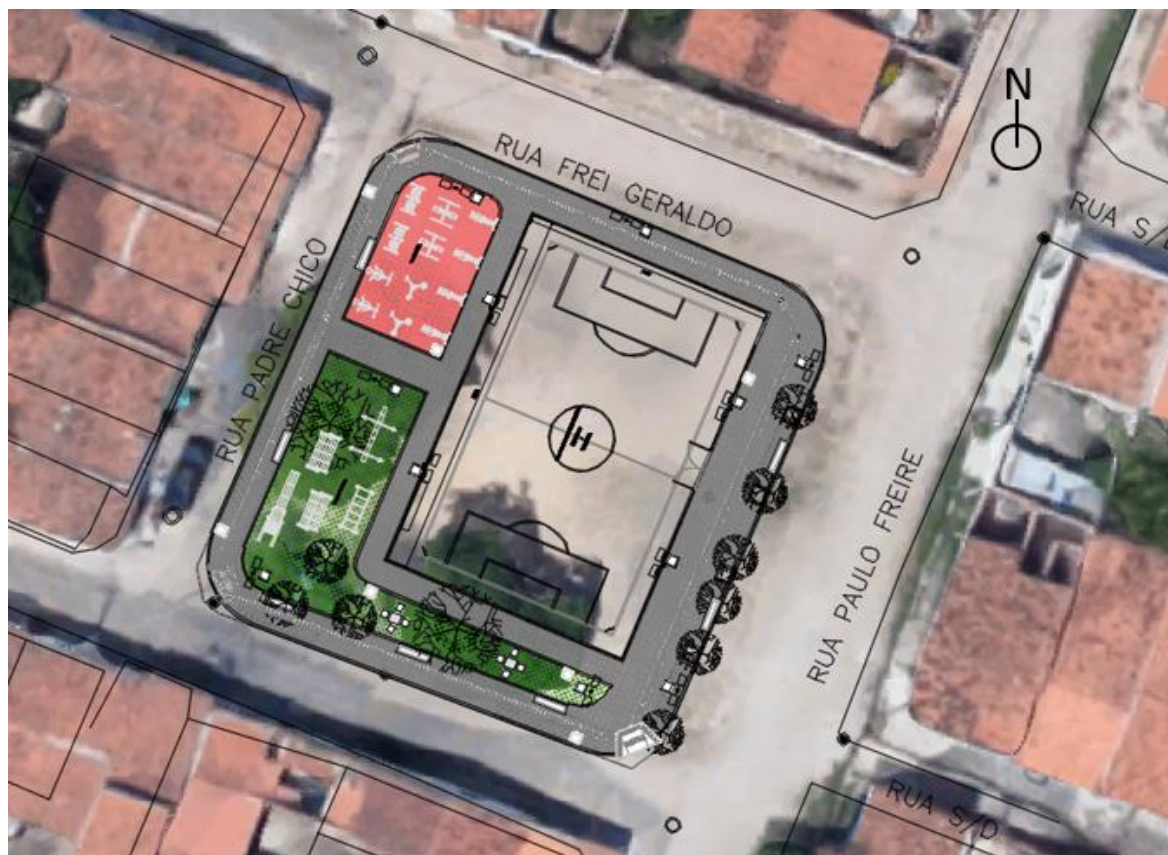 N
RUA FREI GERALDO
RUA S/
RUA PADRE CHICO
H
RUA PAULO FREIRE
RUA S/D